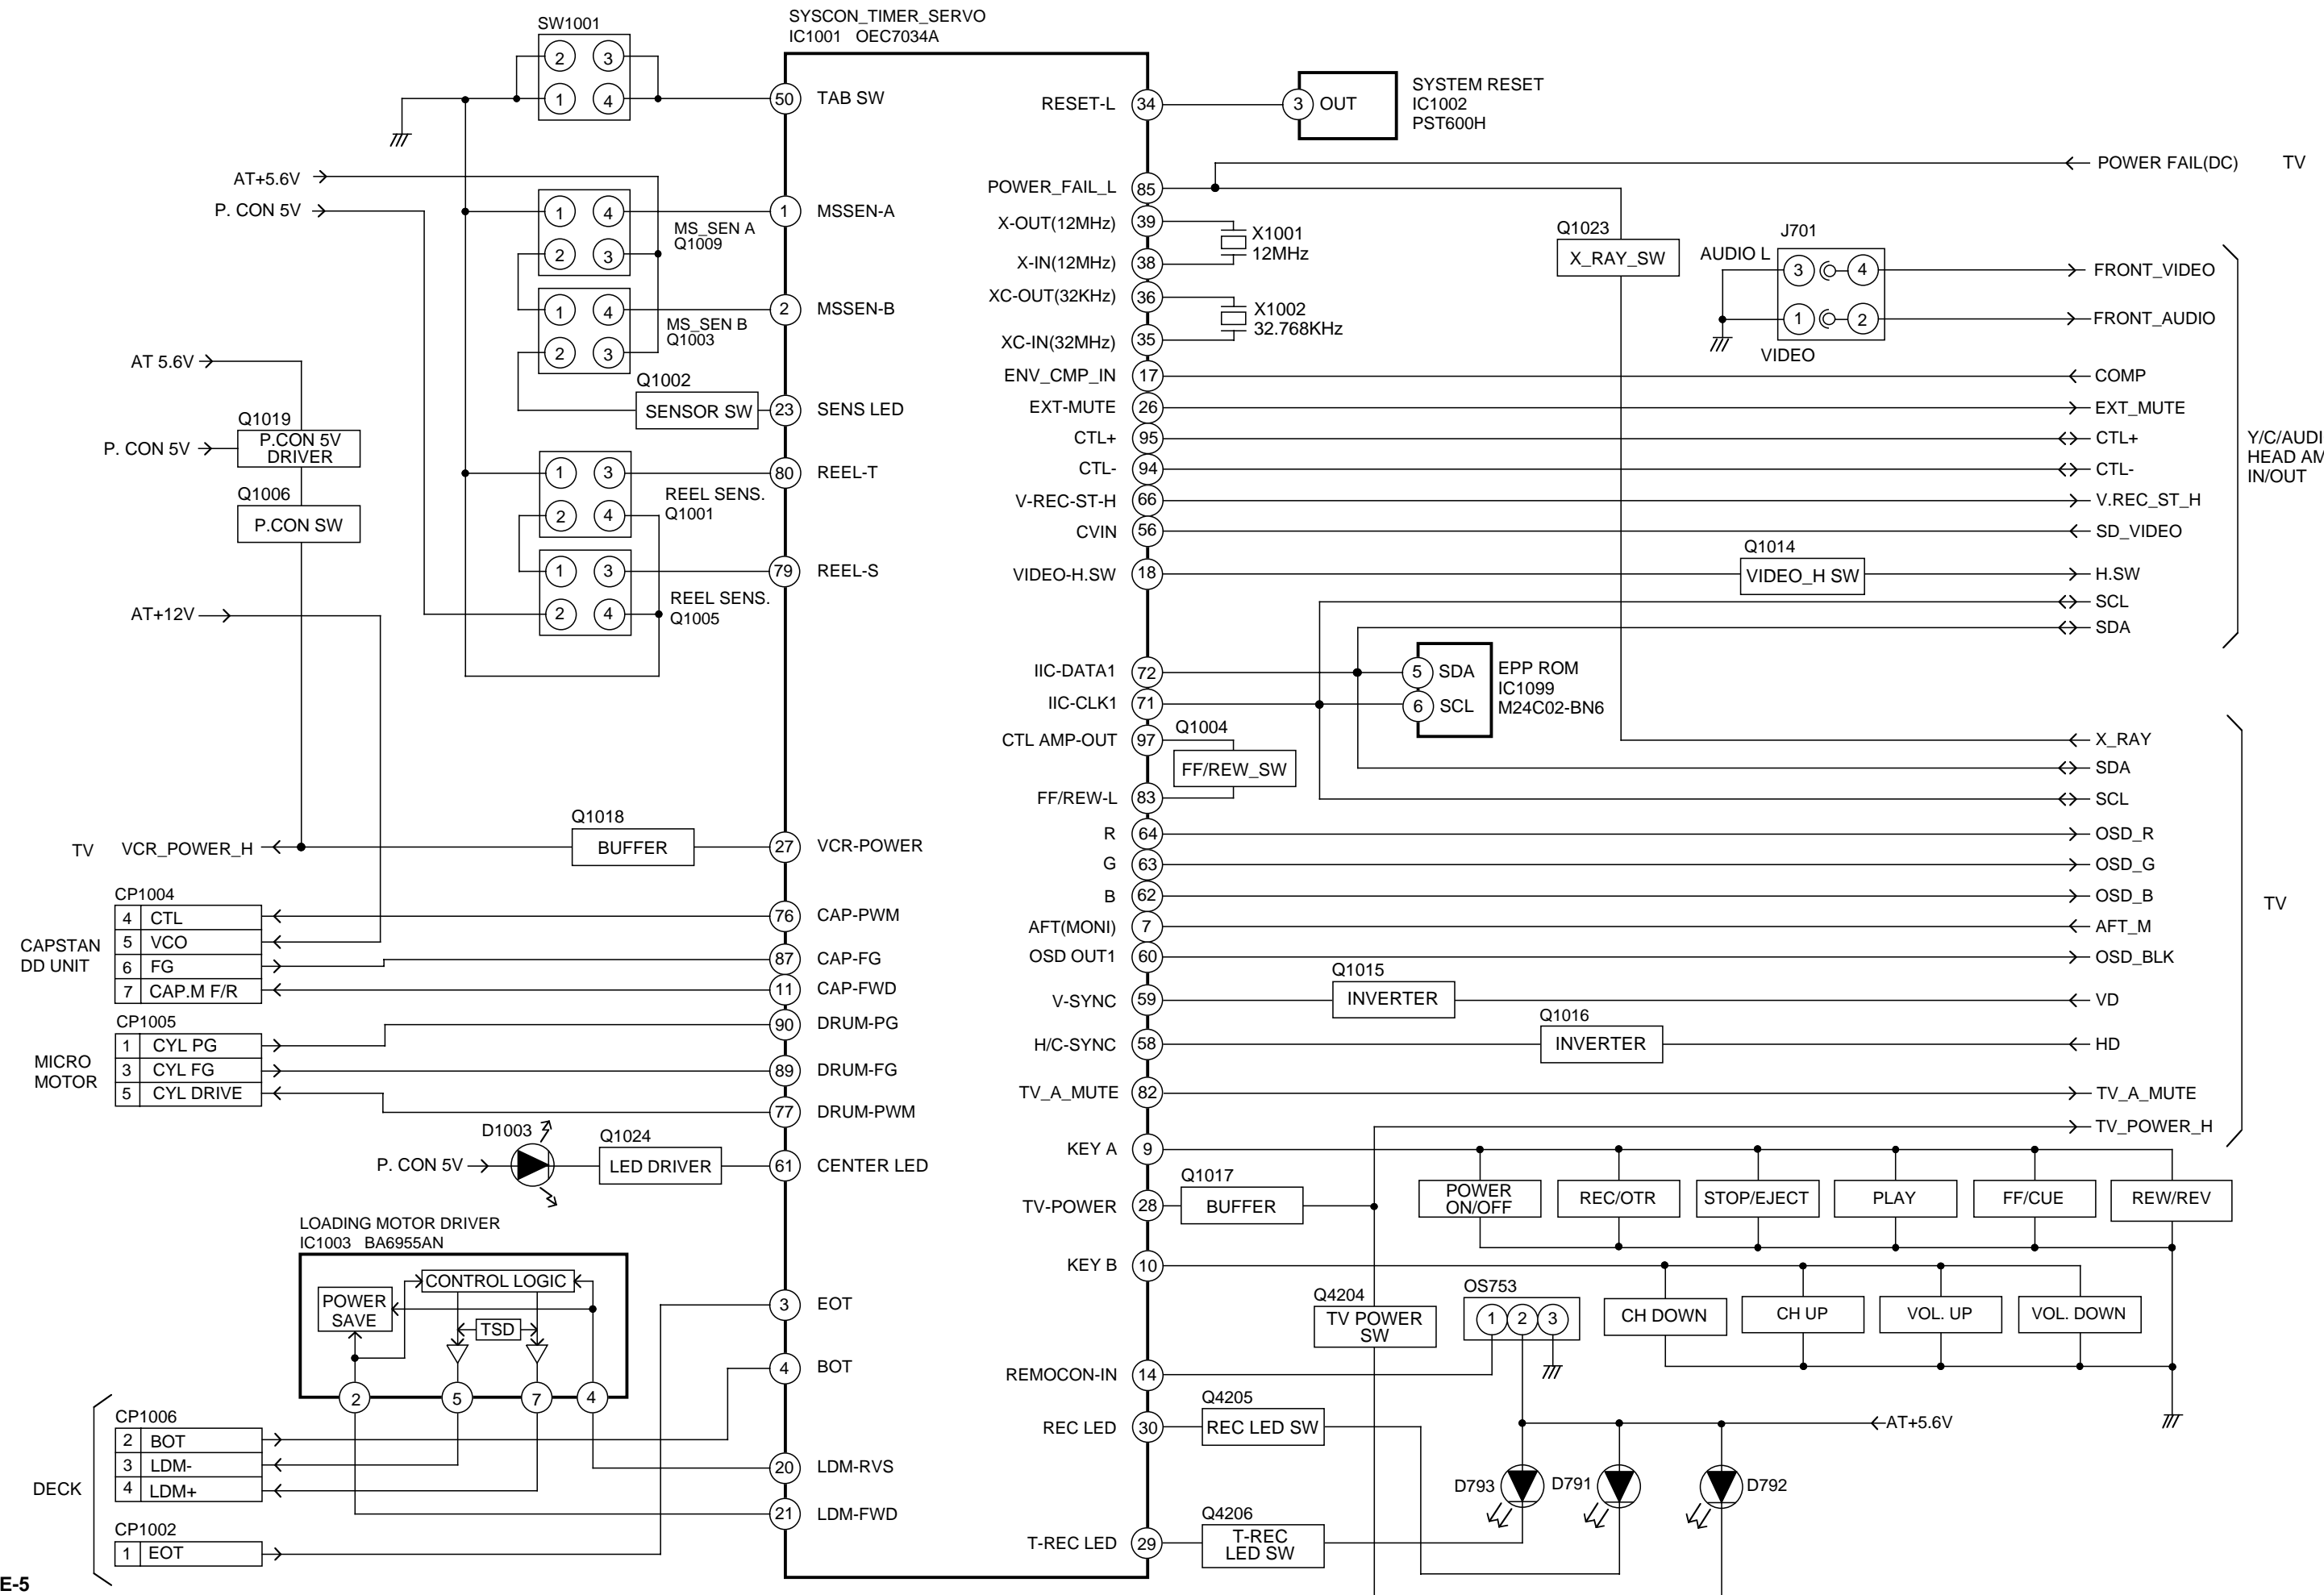 SYSCON_TIMER_SERVO
IC1001 OEC7034A
SW1001
2 3
1 4
50 TAB SW
AT+5.6V
P. CON 5V
1 4
2 3
MS_SEN A
Q1009
1 MSSEN-A
1 4
2 3
MS_SEN B
Q1003
2 MSSEN-B
Q1002
SENSOR SW
23 SENS LED
AT 5.6V
Q1019
P. CON 5V
P.CON 5V
DRIVER
Q1006
P.CON SW
1 3
2 4
REEL SENS.
Q1001
80 REEL-T
1 3
2 4
REEL SENS.
Q1005
79 REEL-S
AT+12V
TV VCR_POWER_H
Q1018
BUFFER
27 VCR-POWER
CP1004
CAPSTAN
DD UNIT
4 CTL
5 VCO
6 FG
7 CAP.M F/R
76 CAP-PWM
87 CAP-FG
11 CAP-FWD
CP1005
MICRO
MOTOR
1 CYL PG
3 CYL FG
5 CYL DRIVE
90 DRUM-PG
89 DRUM-FG
77 DRUM-PWM
D1003
P. CON 5V
Q1024
LED DRIVER
61 CENTER LED
LOADING MOTOR DRIVER
IC1003 BA6955AN
CONTROL LOGIC
POWER
SAVE
TSD
2 5 7 4
3 EOT
4 BOT
20 LDM-RVS
21 LDM-FWD
DECK
CP1006
2 BOT
3 LDM-
4 LDM+
CP1002
1 EOT
E-5
RESET-L 34
3 OUT
SYSTEM RESET
IC1002
PST600H
POWER_FAIL_L 85
POWER FAIL(DC) TV
X-OUT(12MHz) 39
X-IN(12MHz) 38
X1001
12MHz
XC-OUT(32KHz) 36
XC-IN(32MHz) 35
X1002
32.768KHz
Q1023
X_RAY_SW
J701
AUDIO L
3 4
1 2
VIDEO
FRONT_VIDEO
FRONT_AUDIO
ENV_CMP_IN 17 COMP
EXT-MUTE 26 EXT_MUTE
CTL+ 95 CTL+
CTL- 94 CTL-
V-REC-ST-H 66 V.REC_ST_H
CVIN 56 SD_VIDEO
Q1014
VIDEO-H.SW 18 VIDEO_H SW H.SW
SCL
SDA
Y/C/AUDI
HEAD AM
IN/OUT
IIC-DATA1 72
IIC-CLK1 71
5 SDA
6 SCL
EPP ROM
IC1099
M24C02-BN6
CTL AMP-OUT 97
Q1004
FF/REW_SW
FF/REW-L 83
X_RAY
SDA
SCL
R 64 OSD_R
G 63 OSD_G
B 62 OSD_B
AFT(MONI) 7 AFT_M
OSD OUT1 60 OSD_BLK
TV
Q1015
V-SYNC 59 INVERTER VD
Q1016
H/C-SYNC 58 INVERTER HD
TV_A_MUTE 82 TV_A_MUTE
TV_POWER_H
KEY A 9
Q1017
TV-POWER 28 BUFFER
POWER
ON/OFF
REC/OTR
STOP/EJECT
PLAY
FF/CUE
REW/REV
KEY B 10
Q4204
TV POWER
SW
OS753
1 2 3
CH DOWN
CH UP
VOL. UP
VOL. DOWN
REMOCON-IN 14
Q4205
REC LED 30 REC LED SW
AT+5.6V
D793
D791
D792
Q4206
T-REC LED 29
T-REC
LED SW